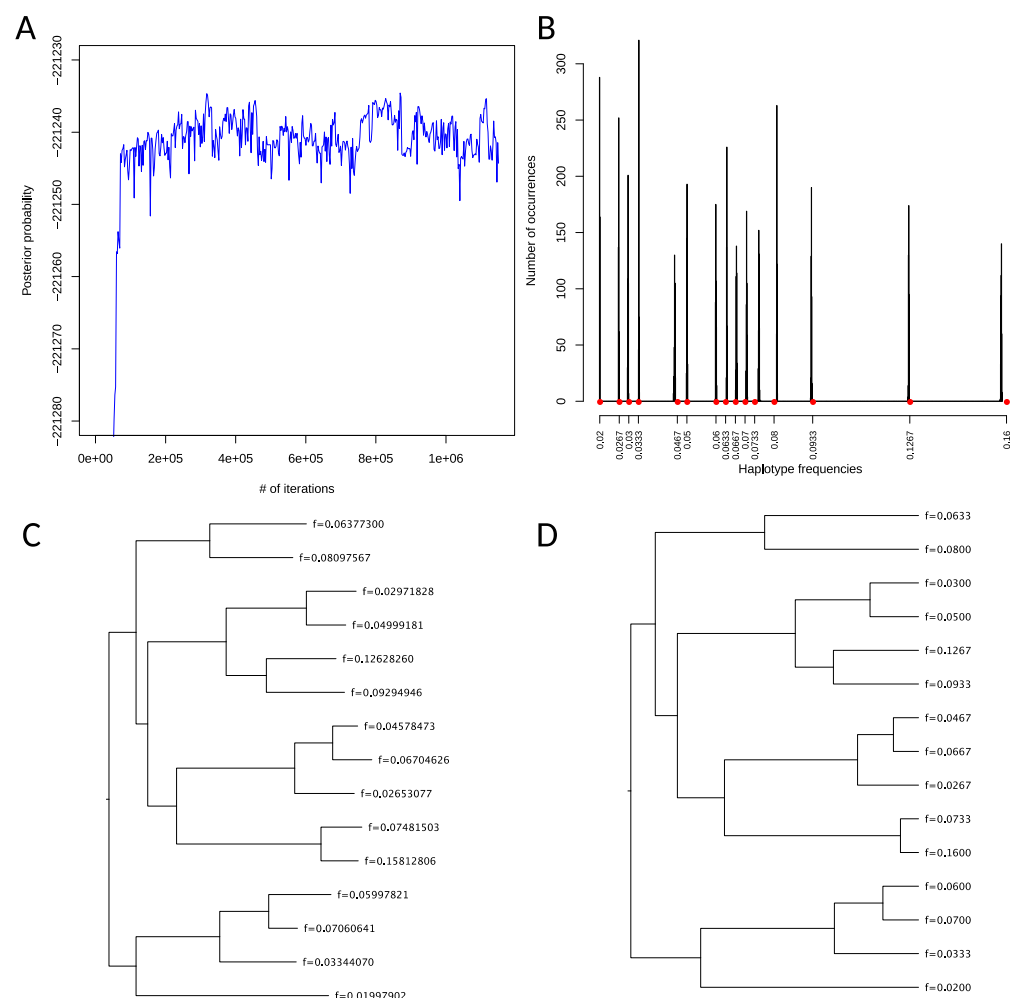 A
Posterior probability
−221230
−221240
−221250
−221260
−221270
−221280
0e+00 2e+05 4e+05 6e+05 8e+05 1e+06
# of iterations
B
Number of occurrences
300
250
200
150
100
50
0
0.02 0.0267 0.03 0.0333 0.0467 0.05 0.06 0.0633 0.0667 0.07 0.0733 0.08 0.0933 0.1267 0.16
Haplotype frequencies
C
f=0.06377300
f=0.08097567
f=0.02971828
f=0.04999181
f=0.12628260
f=0.09294946
f=0.04578473
f=0.06704626
f=0.02653077
f=0.07481503
f=0.15812806
f=0.05997821
f=0.07060641
f=0.03344070
f=0.01997902
D
f=0.0633
f=0.0800
f=0.0300
f=0.0500
f=0.1267
f=0.0933
f=0.0467
f=0.0667
f=0.0267
f=0.0733
f=0.1600
f=0.0600
f=0.0700
f=0.0333
f=0.0200